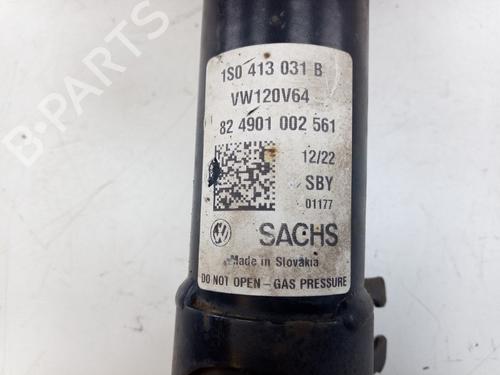 1S0 413 031 B
VW120V64
82 4901 002 561
12/22
SBY
01177
SACHS
Made in Slovakia
DO NOT OPEN - GAS PRESSURE